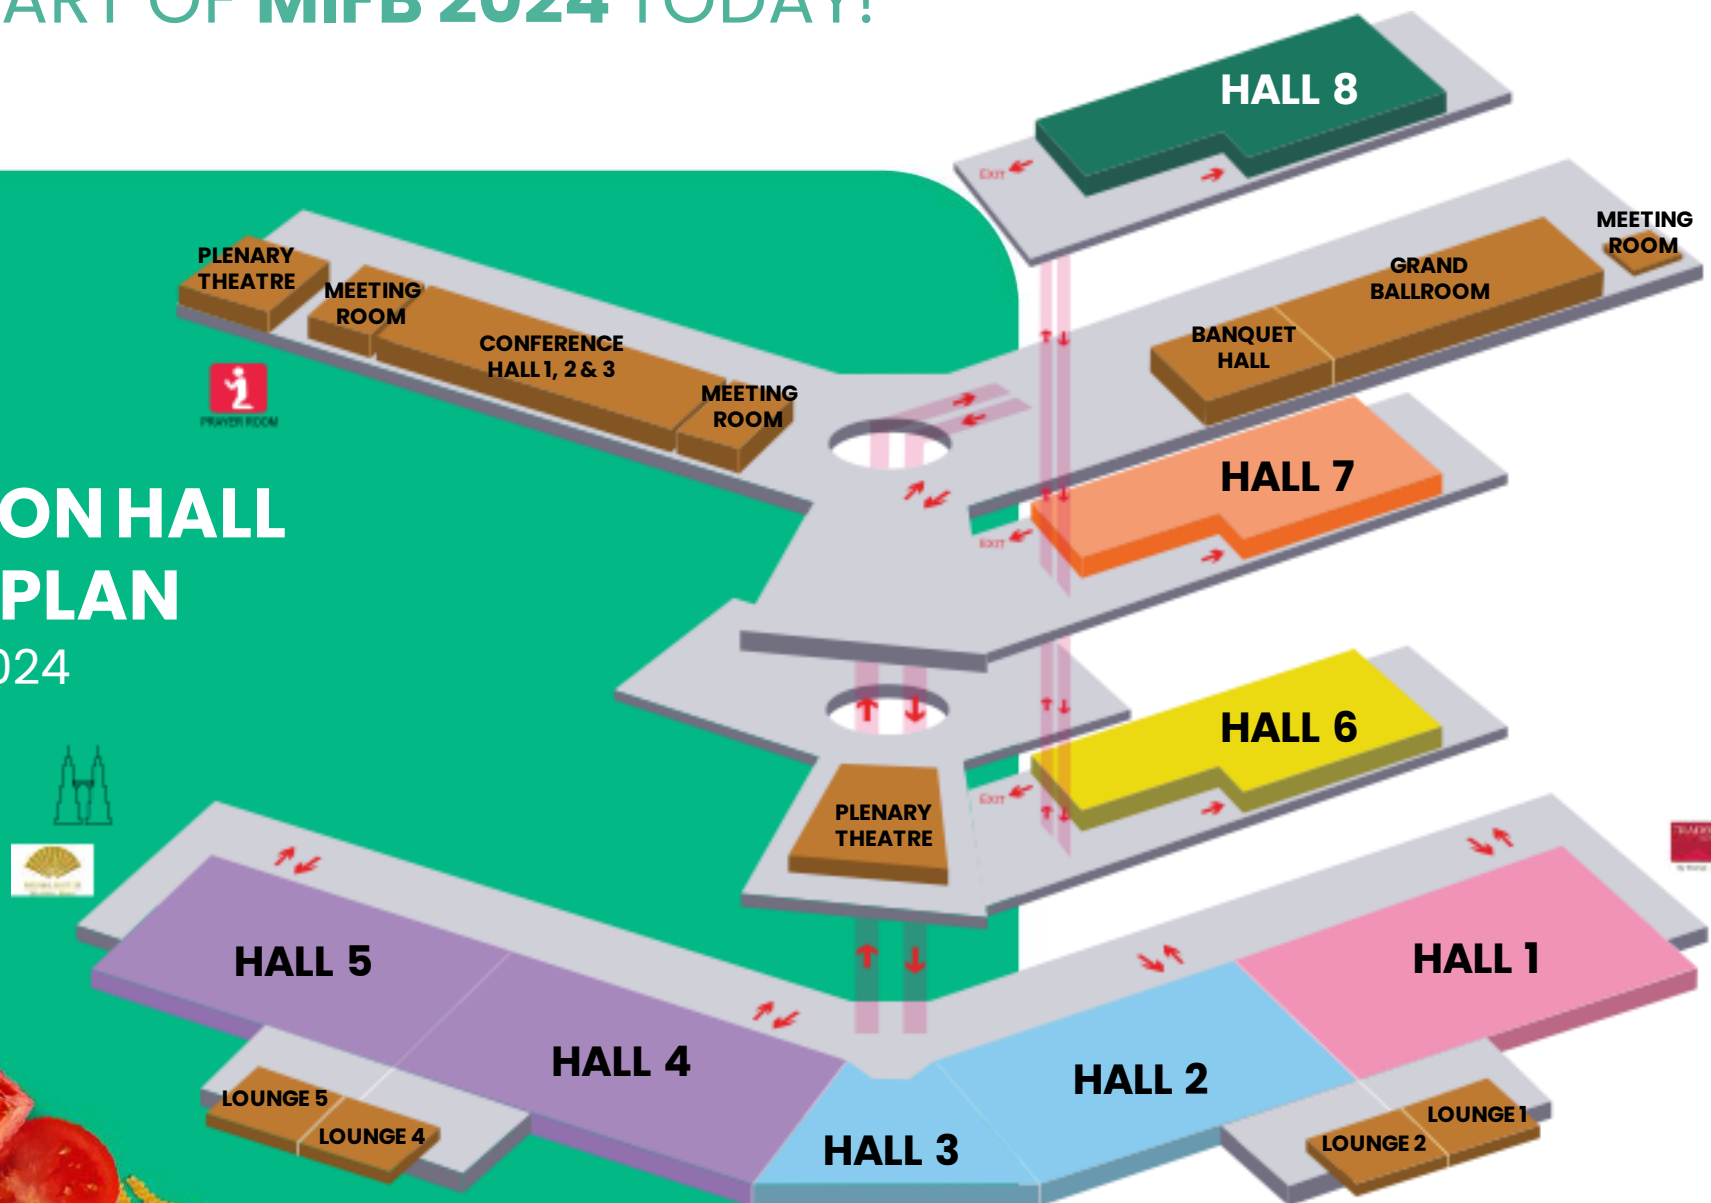 ART OF MIFB 2024 TODAY!
HALL 8
EXIT
PLENARY
THEATRE
MEETING
ROOM
CONFERENCE
HALL 1, 2 & 3
MEETING
ROOM
MEETING
ROOM
GRAND
BALLROOM
BANQUET
HALL
PRAYER ROOM
HALL 7
EXIT
ON HALL
PLAN
024
HALL 6
EXIT
PLENARY
THEATRE
HALL 5
HALL 4
HALL 3
HALL 2
HALL 1
LOUNGE 5
LOUNGE 4
LOUNGE 1
LOUNGE 2